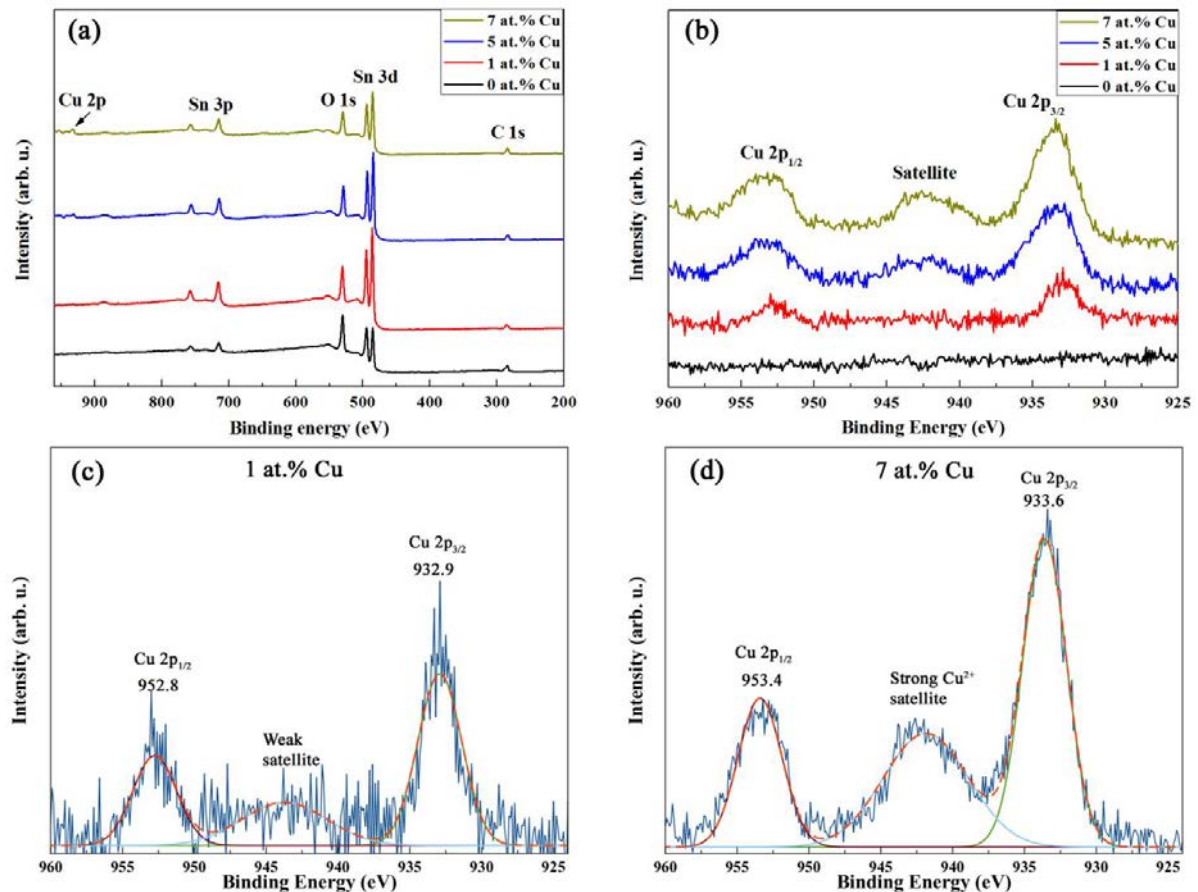 (a)
7 at.% Cu
5 at.% Cu
1 at.% Cu
0 at.% Cu
Cu 2p
Sn 3p
O 1s
Sn 3d
C 1s
Intensity (arb. u.)
900 800 700 600 500 400 300 200
Binding energy (eV)
(b)
7 at.% Cu
5 at.% Cu
1 at.% Cu
0 at.% Cu
Cu 2p1/2
Satellite
Cu 2p3/2
Intensity (arb. u.)
960 955 950 945 940 935 930 925
Binding Energy (eV)
(c)
1 at.% Cu
Cu 2p1/2
952.8
Weak
satellite
Cu 2p3/2
932.9
Intensity (arb. u.)
960 955 950 945 940 935 930 925
Binding Energy (eV)
(d)
7 at.% Cu
Cu 2p1/2
953.4
Strong Cu²⁺
satellite
Cu 2p3/2
933.6
Intensity (arb. u.)
960 955 950 945 940 935 930 925
Binding Energy (eV)